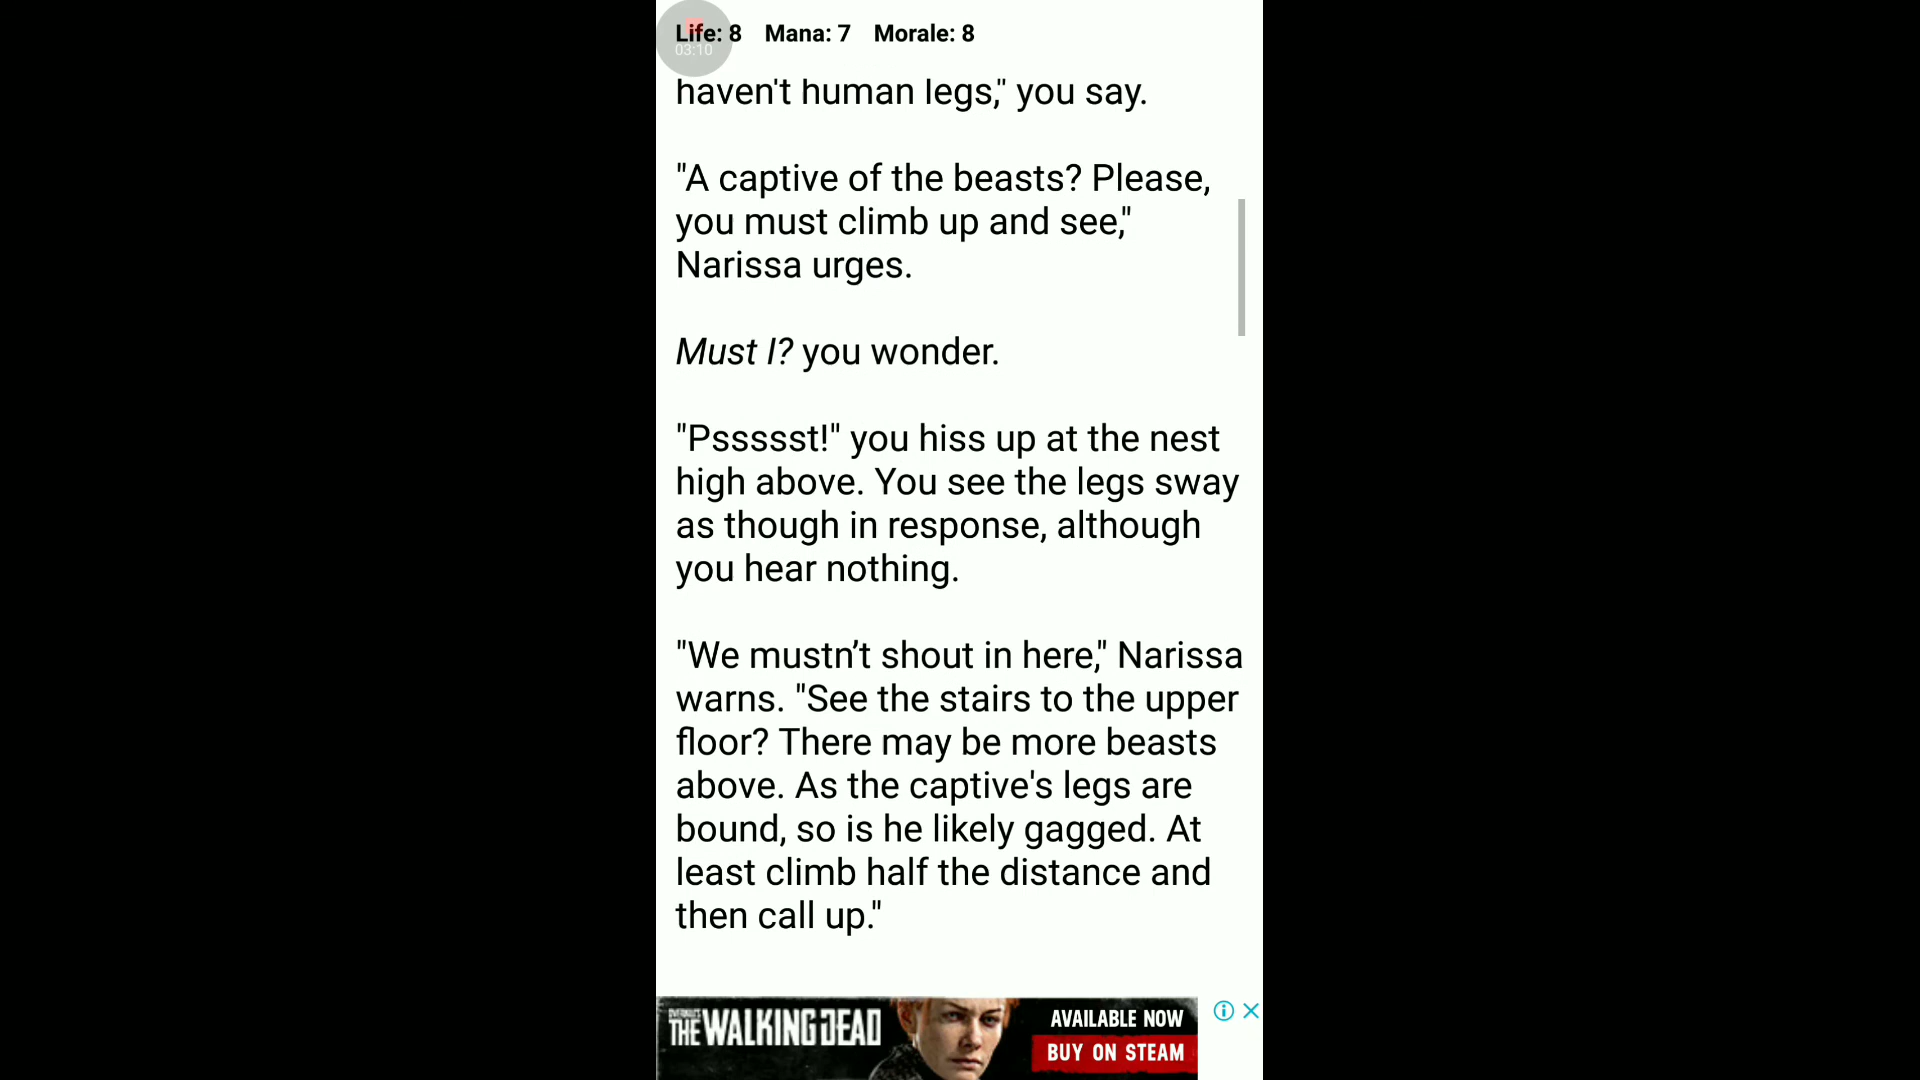 Life: 8 Mana: 7 Morale: 8
03:10
haven't human legs," you say.
"A captive of the beasts? Please,
you must climb up and see,"
Narissa urges.
Must I? you wonder.
"Pssssst!" you hiss up at the nest
high above. You see the legs sway
as though in response, although
you hear nothing.
"We mustn’t shout in here," Narissa
warns. "See the stairs to the upper
floor? There may be more beasts
above. As the captive's legs are
bound, so is he likely gagged. At
least climb half the distance and
then call up."
OVERKILL'S
THE WALKING DEAD
AVAILABLE NOW
BUY ON STEAM